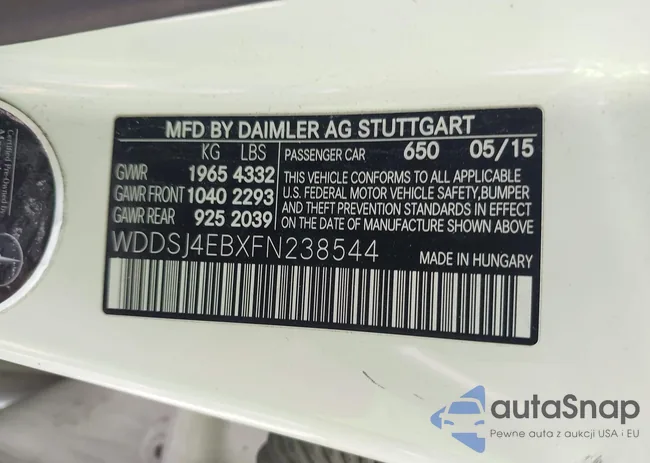 MFD BY DAIMLER AG STUTTGART
KG LBS
GVWR 1965 4332
GAWR FRONT 1040 2293
GAWR REAR 925 2039
PASSENGER CAR 650 05/15
THIS VEHICLE CONFORMS TO ALL APPLICABLE
U.S. FEDERAL MOTOR VEHICLE SAFETY, BUMPER
AND THEFT PREVENTION STANDARDS IN EFFECT
ON THE DATE OF MANUFACTURE SHOWN ABOVE
WDDSJ4EBXFN238544
MADE IN HUNGARY
Certified Pre-Owned
autaSnap
Pewne auta z aukcji USA i EU